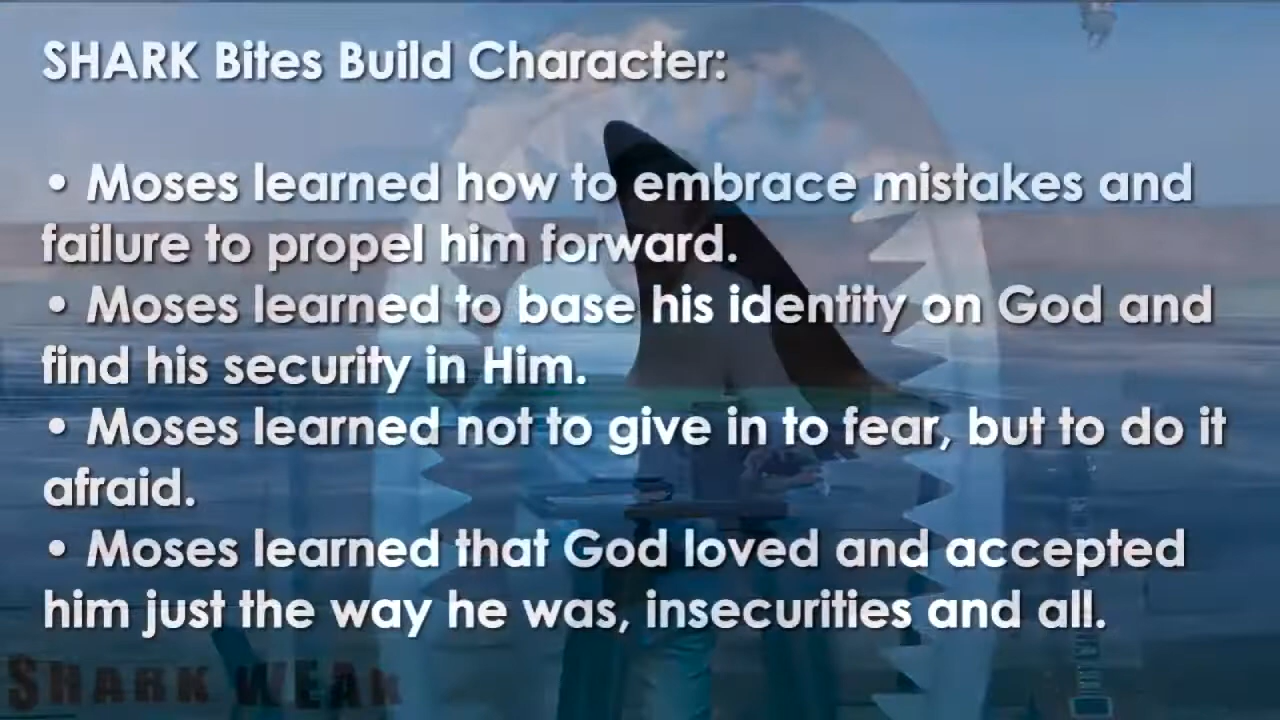 SHARK Bites Build Character:
• Moses learned how to embrace mistakes and
failure to propel him forward.
• Moses learned to base his identity on God and
find his security in Him.
• Moses learned not to give in to fear, but to do it
afraid.
• Moses learned that God loved and accepted
him just the way he was, insecurities and all.
SHARK WEAK